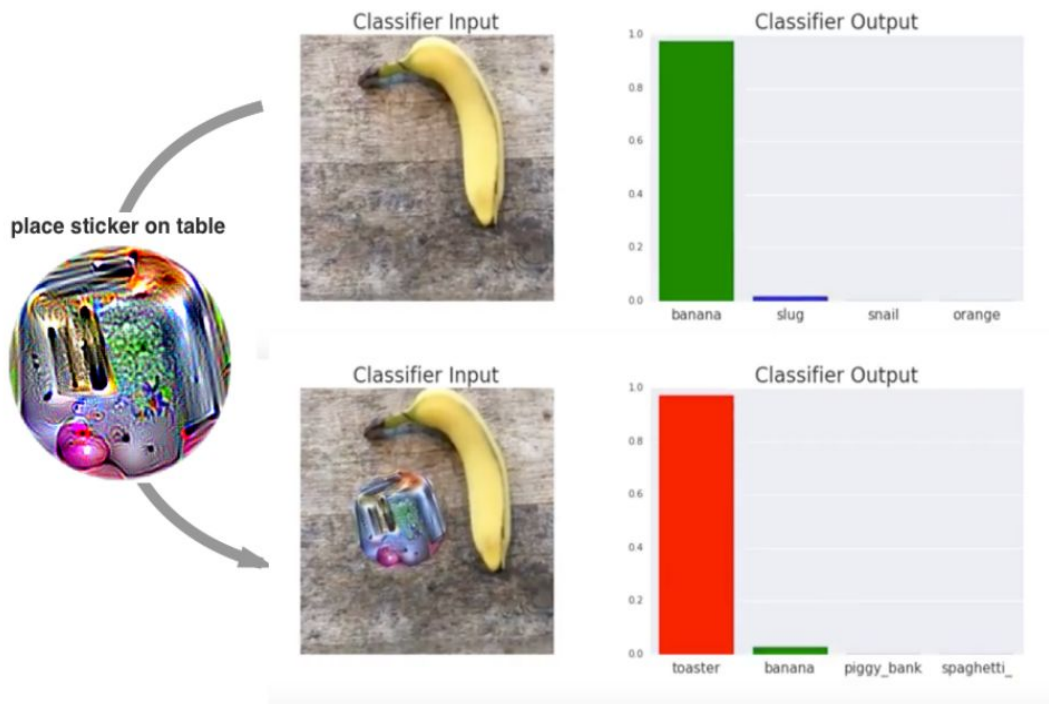 Classifier Input
Classifier Output
1.0
0.8
0.6
0.4
0.2
0.0
banana slug snail orange
place sticker on table
Classifier Input
Classifier Output
1.0
0.8
0.6
0.4
0.2
0.0
toaster banana piggy_bank spaghetti_